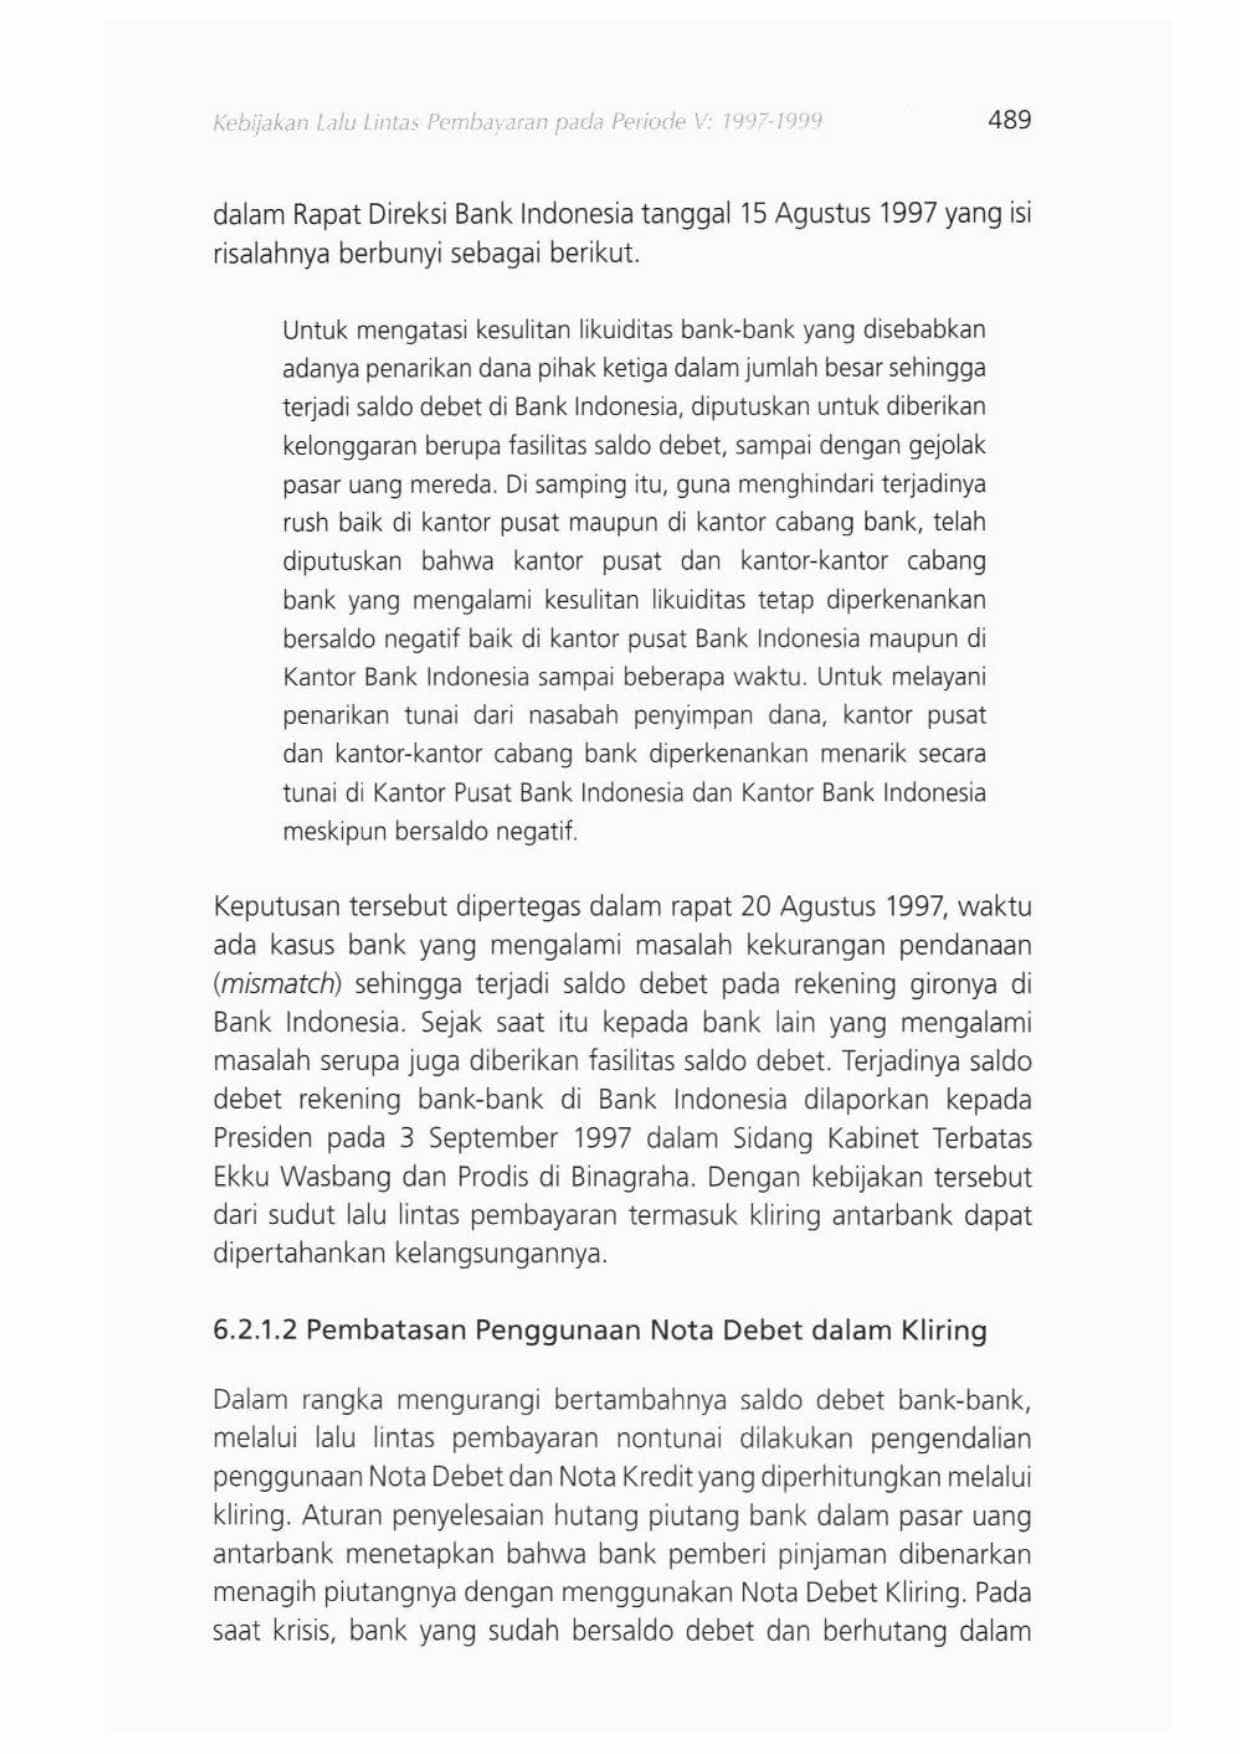 Kebijakan Lalu Lintas Pembayaran pada Periode V: 1997-1999 489
dalam Rapat Direksi Bank Indonesia tanggal 15 Agustus 1997 yang isi
risalahnya berbunyi sebagai berikut.
Untuk mengatasi kesulitan likuiditas bank-bank yang disebabkan
adanya penarikan dana pihak ketiga dalam jumlah besar sehingga
terjadi saldo debet di Bank Indonesia, diputuskan untuk diberikan
kelonggaran berupa fasilitas saldo debet, sampai dengan gejolak
pasar uang mereda. Di samping itu, guna menghindari terjadinya
rush baik di kantor pusat maupun di kantor cabang bank, telah
diputuskan bahwa kantor pusat dan kantor-kantor cabang
bank yang mengalami kesulitan likuiditas tetap diperkenankan
bersaldo negatif baik di kantor pusat Bank Indonesia maupun di
Kantor Bank Indonesia sampai beberapa waktu. Untuk melayani
penarikan tunai dari nasabah penyimpan dana, kantor pusat
dan kantor-kantor cabang bank diperkenankan menarik secara
tunai di Kantor Pusat Bank Indonesia dan Kantor Bank Indonesia
meskipun bersaldo negatif.
Keputusan tersebut dipertegas dalam rapat 20 Agustus 1997, waktu
ada kasus bank yang mengalami masalah kekurangan pendanaan
(mismatch) sehingga terjadi saldo debet pada rekening gironya di
Bank Indonesia. Sejak saat itu kepada bank lain yang mengalami
masalah serupa juga diberikan fasilitas saldo debet. Terjadinya saldo
debet rekening bank-bank di Bank Indonesia dilaporkan kepada
Presiden pada 3 September 1997 dalam Sidang Kabinet Terbatas
Ekku Wasbang dan Prodis di Binagraha. Dengan kebijakan tersebut
dari sudut lalu lintas pembayaran termasuk kliring antarbank dapat
dipertahankan kelangsungannya.
6.2.1.2 Pembatasan Penggunaan Nota Debet dalam Kliring
Dalam rangka mengurangi bertambahnya saldo debet bank-bank,
melalui lalu lintas pembayaran nontunai dilakukan pengendalian
penggunaan Nota Debet dan Nota Kredit yang diperhitungkan melalui
kliring. Aturan penyelesaian hutang piutang bank dalam pasar uang
antarbank menetapkan bahwa bank pemberi pinjaman dibenarkan
menagih piutangnya dengan menggunakan Nota Debet Kliring. Pada
saat krisis, bank yang sudah bersaldo debet dan berhutang dalam